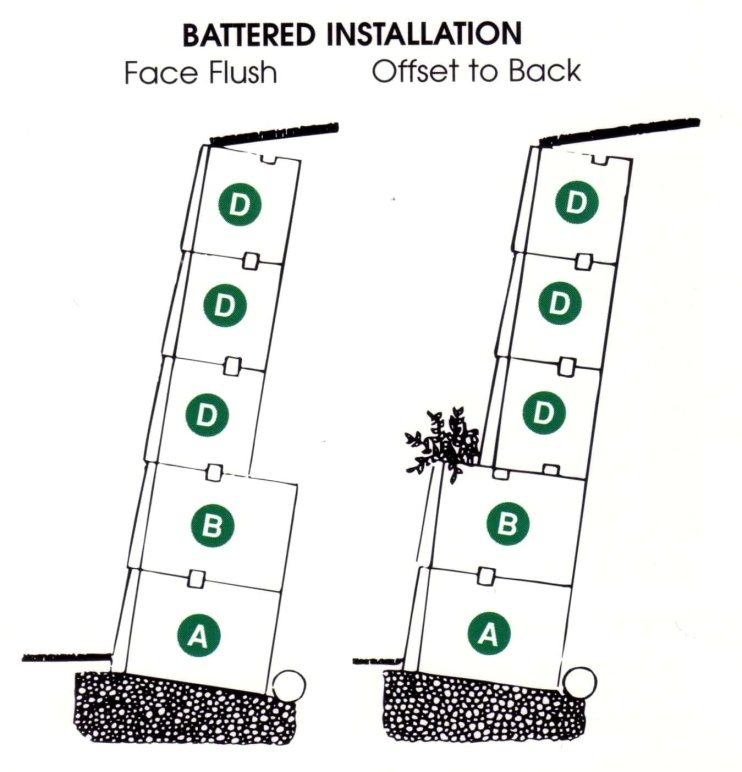 BATTERED INSTALLATION
Face Flush Offset to Back
D D
D D
D D
B B
A A